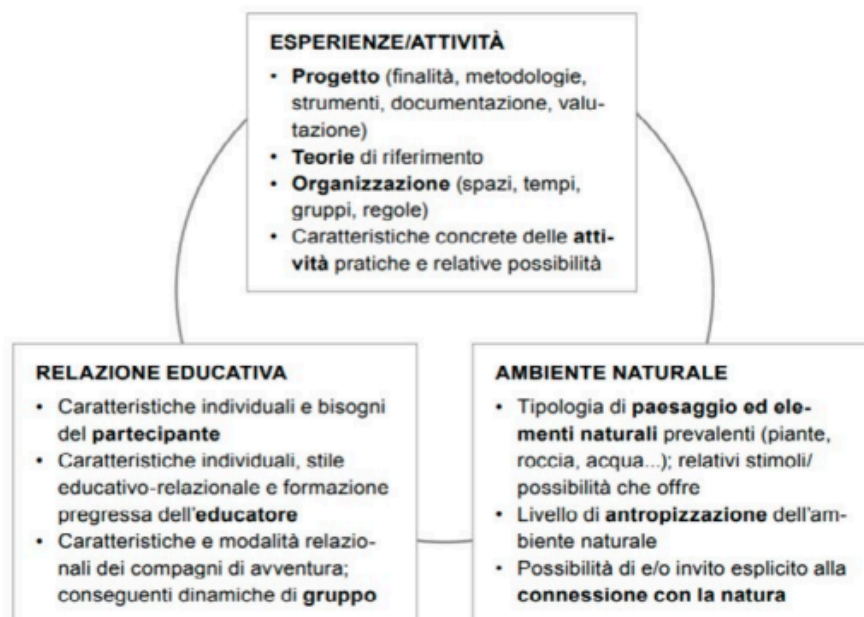 ESPERIENZE/ATTIVITÀ
• Progetto (finalità, metodologie,
strumenti, documentazione, valu-
tazione)
• Teorie di riferimento
• Organizzazione (spazi, tempi,
gruppi, regole)
• Caratteristiche concrete delle atti-
vità pratiche e relative possibilità
RELAZIONE EDUCATIVA
• Caratteristiche individuali e bisogni
del partecipante
• Caratteristiche individuali, stile
educativo-relazionale e formazione
pregressa dell'educatore
• Caratteristiche e modalità relazio-
nali dei compagni di avventura;
conseguenti dinamiche di gruppo
AMBIENTE NATURALE
• Tipologia di paesaggio ed ele-
menti naturali prevalenti (piante,
roccia, acqua...); relativi stimoli/
possibilità che offre
• Livello di antropizzazione dell'am-
biente naturale
• Possibilità di e/o invito esplicito alla
connessione con la natura